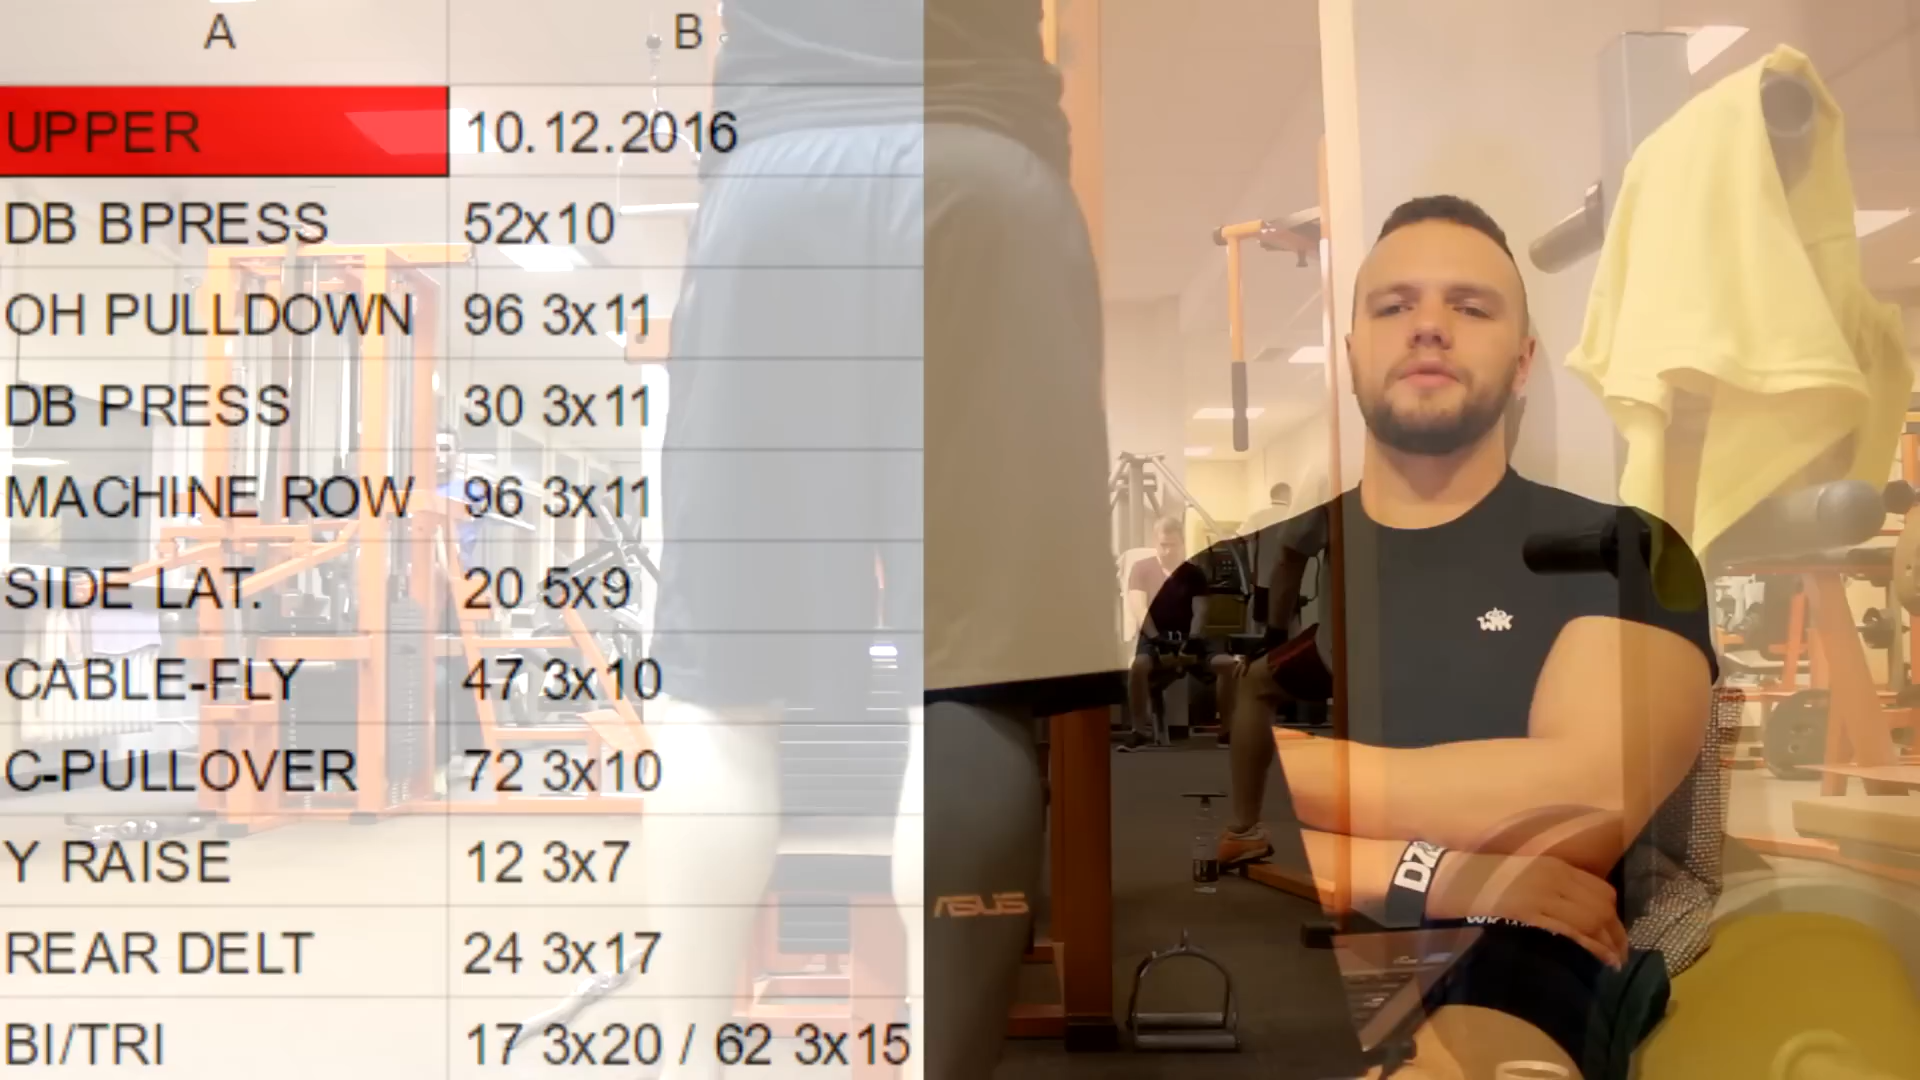 A B
UPPER 10.12.2016
DB BPRESS 52x10
OH PULLDOWN 96 3x11
DB PRESS 30 3x11
MACHINE ROW 96 3x11
SIDE LAT. 20 5x9
CABLE-FLY 47 3x10
C-PULLOVER 72 3x10
Y RAISE 12 3x7
REAR DELT 24 3x17
BI/TRI 17 3x20 / 62 3x15
ASUS